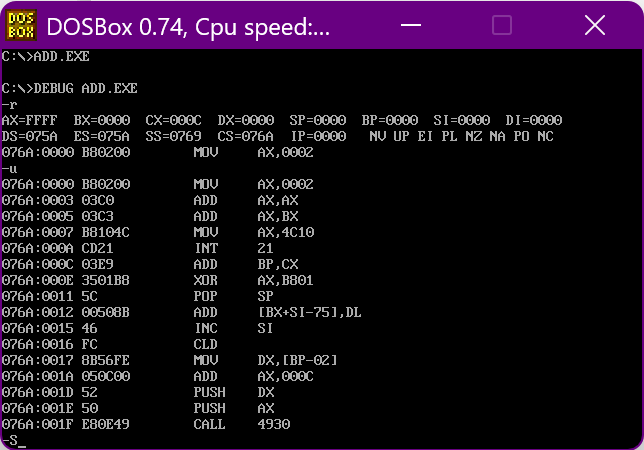 DOS BOX DOSBox 0.74, Cpu speed:...
C:\>ADD.EXE
C:\>DEBUG ADD.EXE
-r
AX=FFFF BX=0000 CX=000C DX=0000 SP=0000 BP=0000 SI=0000 DI=0000
DS=075A ES=075A SS=0769 CS=076A IP=0000 NV UP EI PL NZ NA PO NC
076A:0000 B80200 MOV AX,0002
-u
076A:0000 B80200 MOV AX,0002
076A:0003 03C0 ADD AX,AX
076A:0005 03C3 ADD AX,BX
076A:0007 B8104C MOV AX,4C10
076A:000A CD21 INT 21
076A:000C 03E9 ADD BP,CX
076A:000E 3501B8 XOR AX,B801
076A:0011 5C POP SP
076A:0012 00508B ADD [BX+SI-75],DL
076A:0015 46 INC SI
076A:0016 FC CLD
076A:0017 8B56FE MOV DX,[BP-02]
076A:001A 050C00 ADD AX,000C
076A:001D 52 PUSH DX
076A:001E 50 PUSH AX
076A:001F E80E49 CALL 4930
-S_